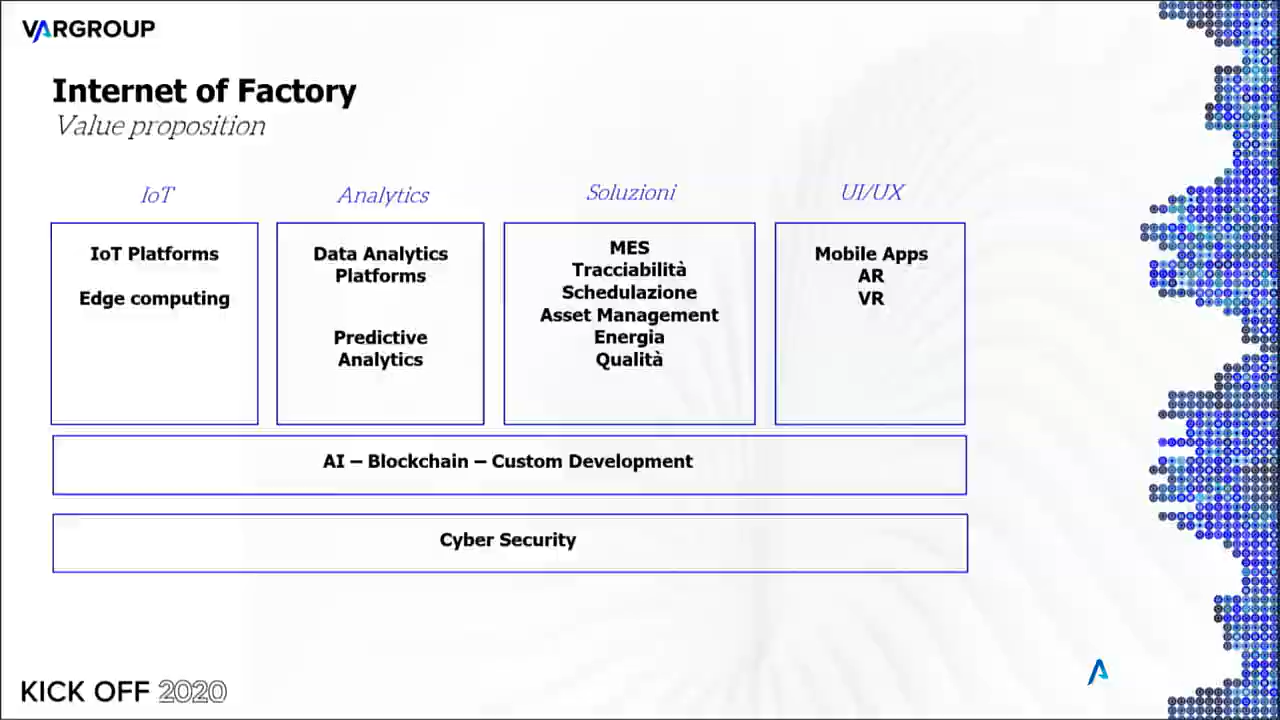 VARGROUP
Internet of Factory
Value proposition
IoT
IoT Platforms
Edge computing
Analytics
Data Analytics
Platforms
Predictive
Analytics
Soluzioni
MES
Tracciabilità
Schedulazione
Asset Management
Energia
Qualità
UI/UX
Mobile Apps
AR
VR
AI – Blockchain – Custom Development
Cyber Security
KICK OFF 2020